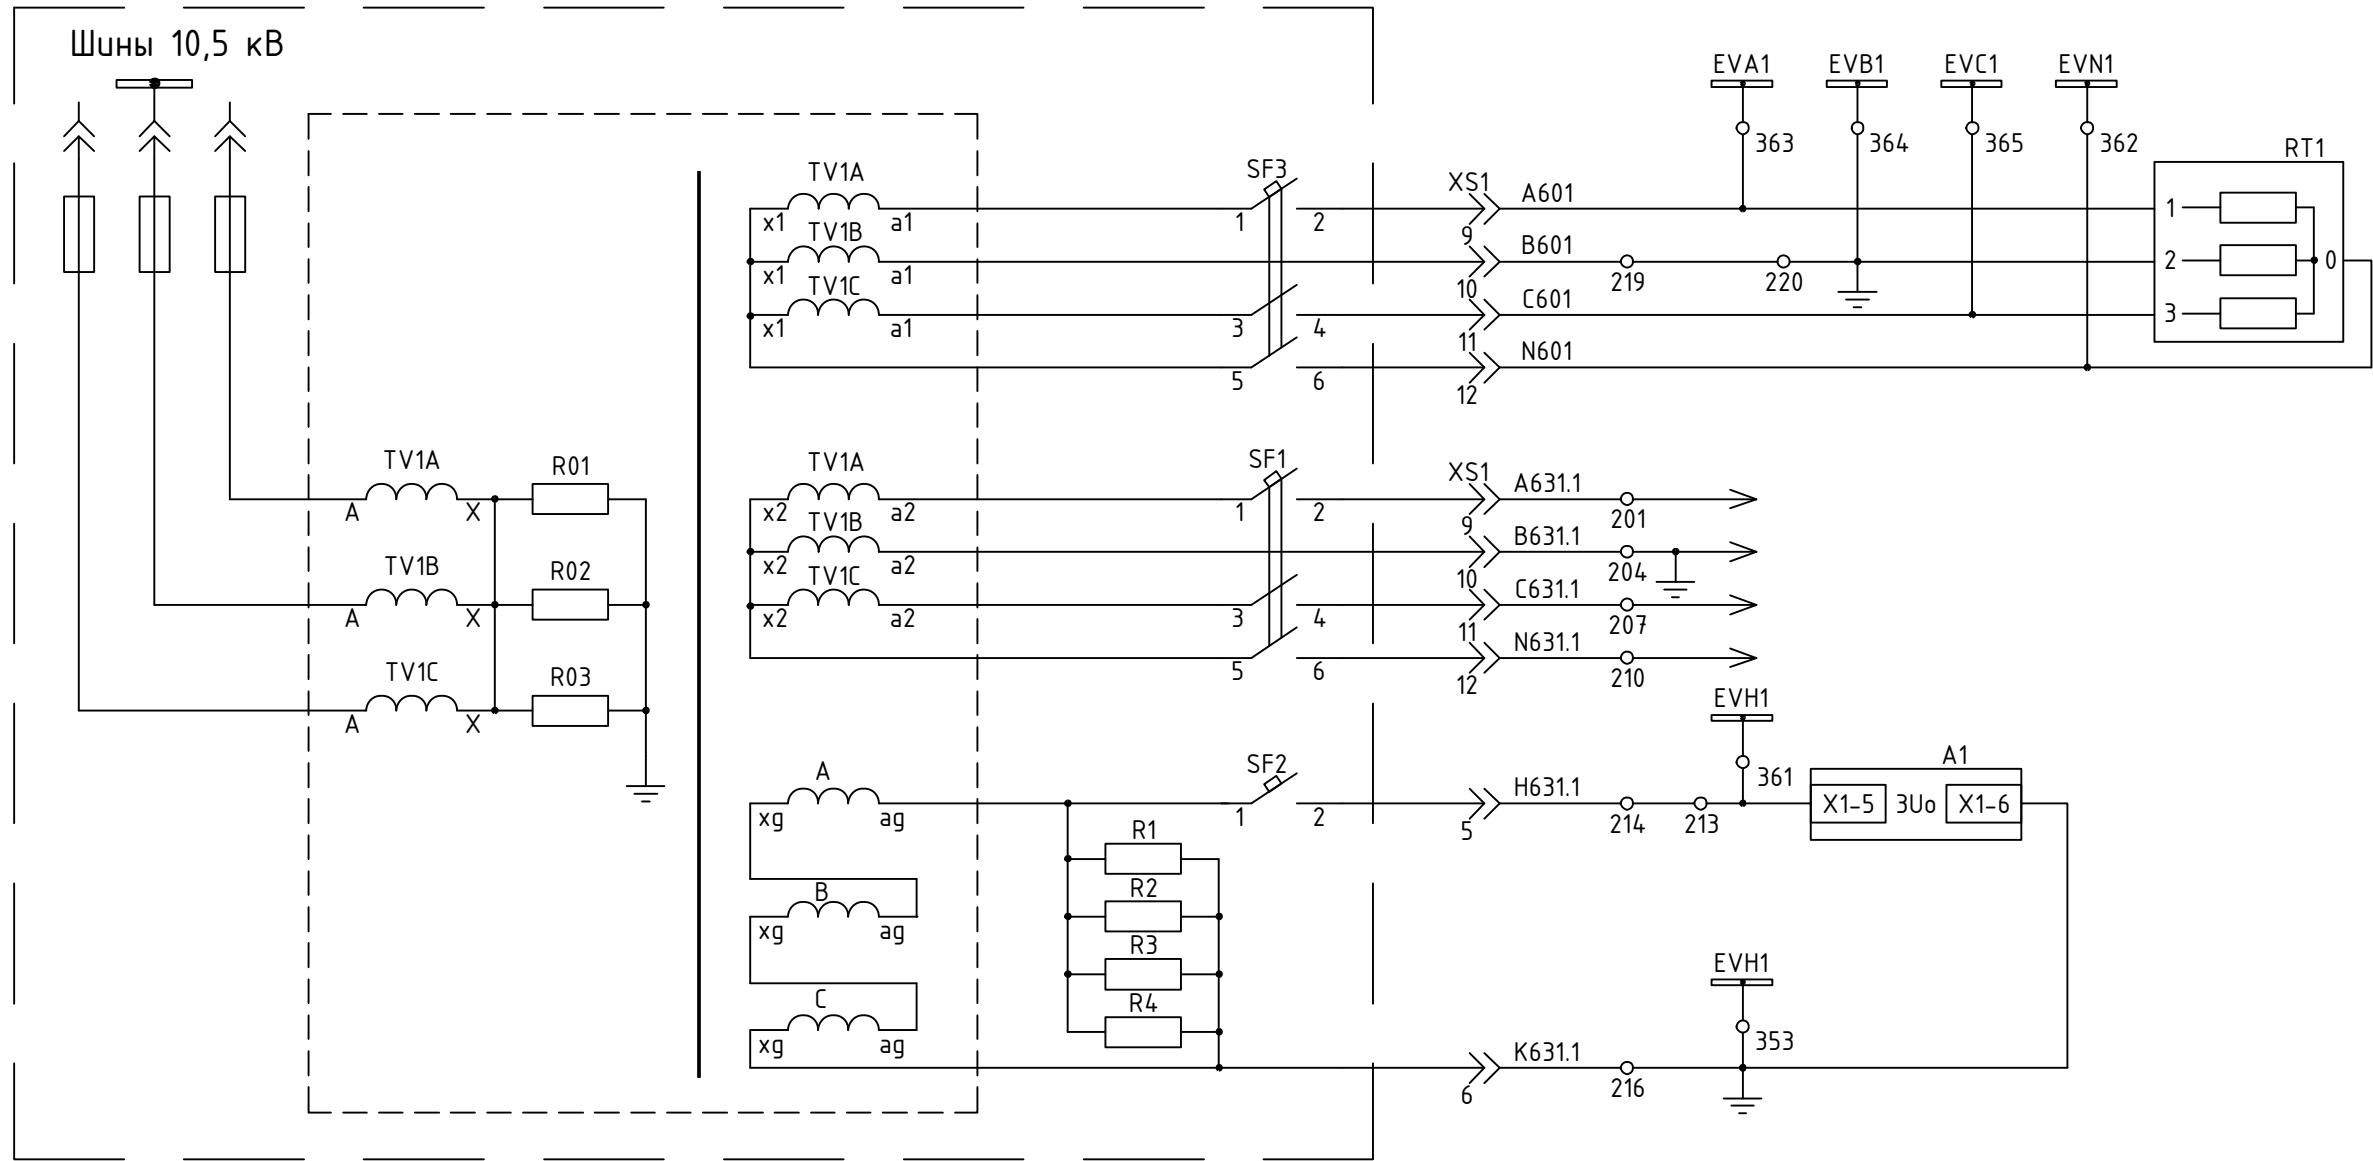 Шины 10,5 кВ
EVA1 EVB1 EVC1 EVN1
363 364 365 362
RT1
TV1A SF3 XS1 A601
x1 a1 1 2 9 1
TV1B B601
x1 a1 10 219 220 2 0
TV1C C601
x1 a1 3 4 11 3
N601
5 6 12
TV1A R01
A X
TV1B R02
A X
TV1C R03
A X
TV1A SF1 XS1 A631.1
x2 a2 1 2 9 201
TV1B B631.1
x2 a2 10 204
TV1C C631.1
x2 a2 3 4 11 207
N631.1
5 6 12 210
EVH1
361
A SF2 H631.1 A1
xg ag 1 2 5 214 213 X1-5 3Uo X1-6
R1
B R2
xg ag R3
C R4
xg ag
EVH1
353
K631.1
6 216